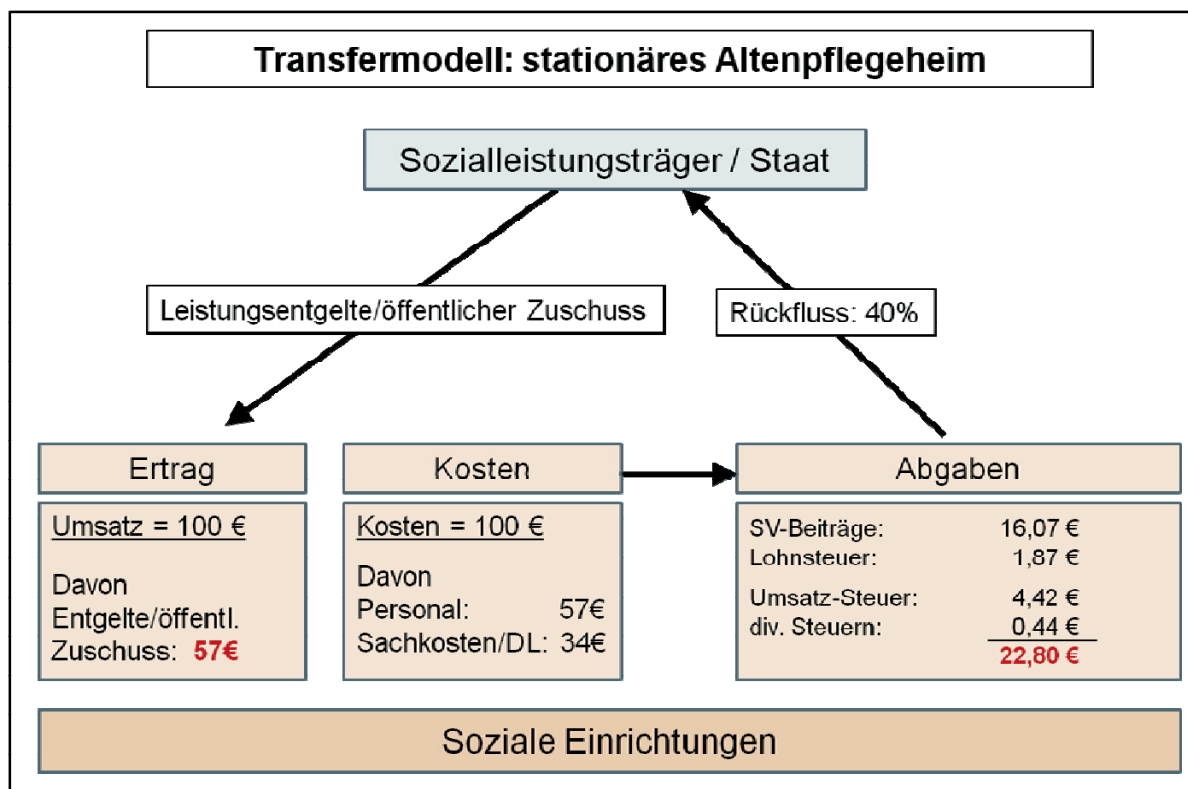 Transfermodell: stationäres Altenpflegeheim
Sozialleistungsträger / Staat
Leistungsentgelte/öffentlicher Zuschuss
Rückfluss: 40%
Ertrag
Umsatz = 100 €
Davon
Entgelte/öffentl.
Zuschuss: 57€
Kosten
Kosten = 100 €
Davon
Personal: 57€
Sachkosten/DL: 34€
Abgaben
SV-Beiträge: 16,07 €
Lohnsteuer: 1,87 €
Umsatz-Steuer: 4,42 €
div. Steuern: 0,44 €
22,80 €
Soziale Einrichtungen